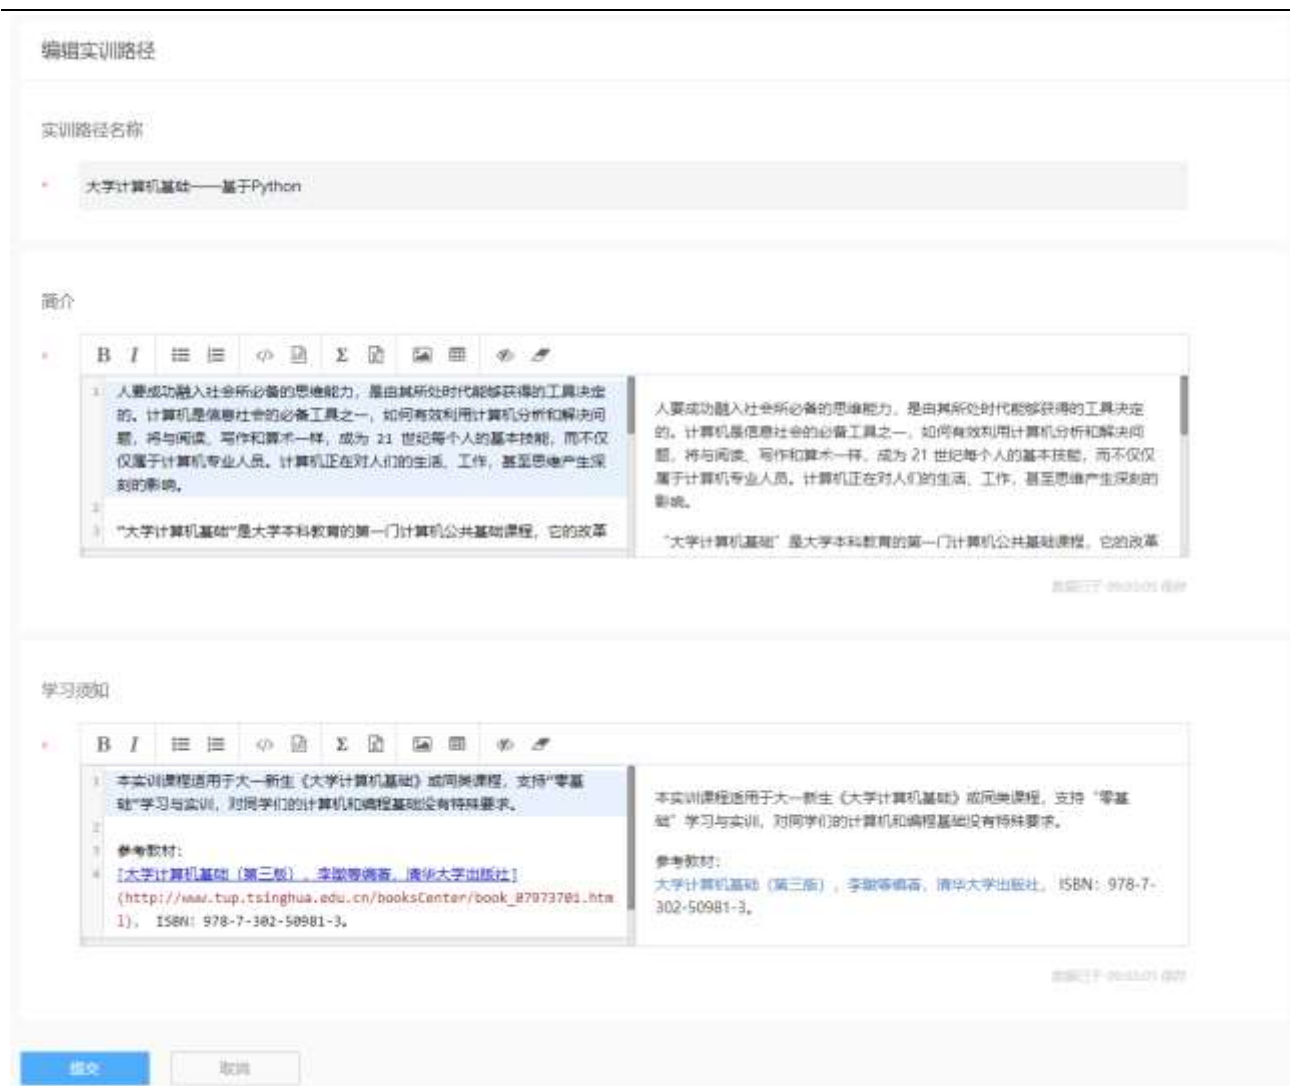 编辑实训路径
实训路径名称
* 大学计算机基础——基于Python
简介
*
B I Σ
1 人要成功融入社会所必备的思维能力，是由其所处时代能够获得的工具决定
的。计算机是信息社会的必备工具之一，如何有效利用计算机分析和解决问
题，将与阅读、写作和算术一样，成为 21 世纪每个人的基本技能，而不仅
仅属于计算机专业人员。计算机正在对人们的生活、工作，甚至思维产生深
刻的影响。
2
3 "大学计算机基础"是大学本科教育的第一门计算机公共基础课程，它的改革
人要成功融入社会所必备的思维能力，是由其所处时代能够获得的工具决定
的。计算机是信息社会的必备工具之一，如何有效利用计算机分析和解决问
题，将与阅读、写作和算术一样，成为 21 世纪每个人的基本技能，而不仅仅
属于计算机专业人员。计算机正在对人们的生活、工作，甚至思维产生深刻的
影响。
“大学计算机基础”是大学本科教育的第一门计算机公共基础课程，它的改革
学习须知
*
B I Σ
1 本实训课程适用于大一新生《大学计算机基础》或同类课程，支持"零基
础"学习与实训，对同学们的计算机和编程基础没有特殊要求。
2
3 参考教材：
4 [大学计算机基础（第三版），李暾等编著，清华大学出版社]
(http://www.tup.tsinghua.edu.cn/booksCenter/book_07973701.htm
l)， ISBN：978-7-302-50981-3。
本实训课程适用于大一新生《大学计算机基础》或同类课程，支持“零基
础”学习与实训，对同学们的计算机和编程基础没有特殊要求。
参考教材：
大学计算机基础（第三版），李暾等编著，清华大学出版社， ISBN：978-7-
302-50981-3。
提交
取消